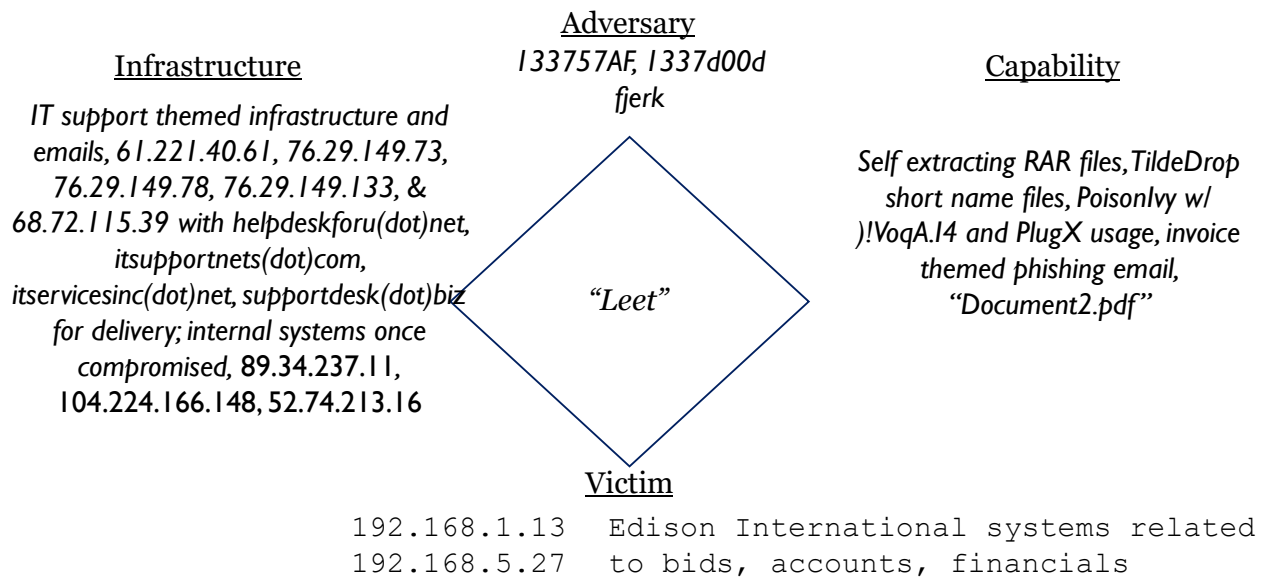 Adversary
133757AF, 1337d00d
fjerk
Infrastructure
IT support themed infrastructure and
emails, 61.221.40.61, 76.29.149.73,
76.29.149.78, 76.29.149.133, &
68.72.115.39 with helpdeskforu(dot)net,
itsupportnets(dot)com,
itservicesinc(dot)net, supportdesk(dot)biz
for delivery; internal systems once
compromised, 89.34.237.11,
104.224.166.148, 52.74.213.16
Capability
Self extracting RAR files, TildeDrop
short name files, PoisonIvy w/
)!VoqA.I4 and PlugX usage, invoice
themed phishing email,
“Document2.pdf”
“Leet”
Victim
192.168.1.13 Edison International systems related
192.168.5.27 to bids, accounts, financials